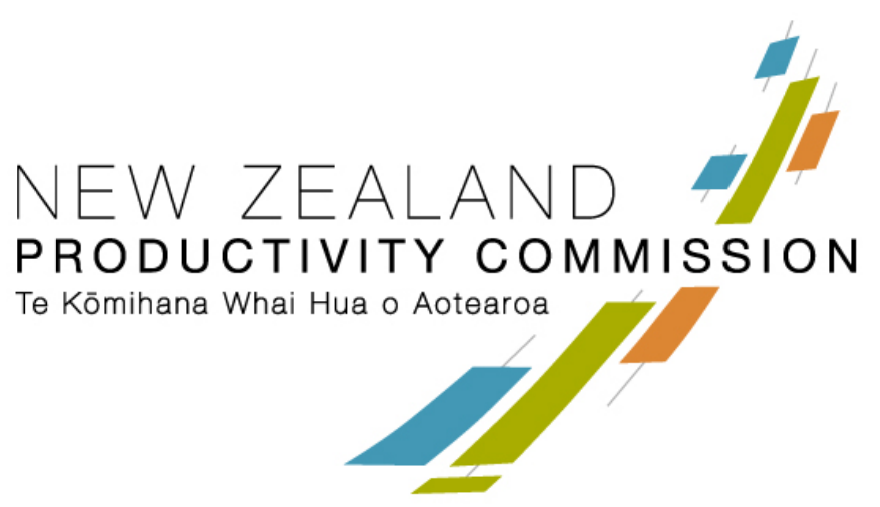 NEW ZEALAND
PRODUCTIVITY COMMISSION
Te Kōmihana Whai Hua o Aotearoa